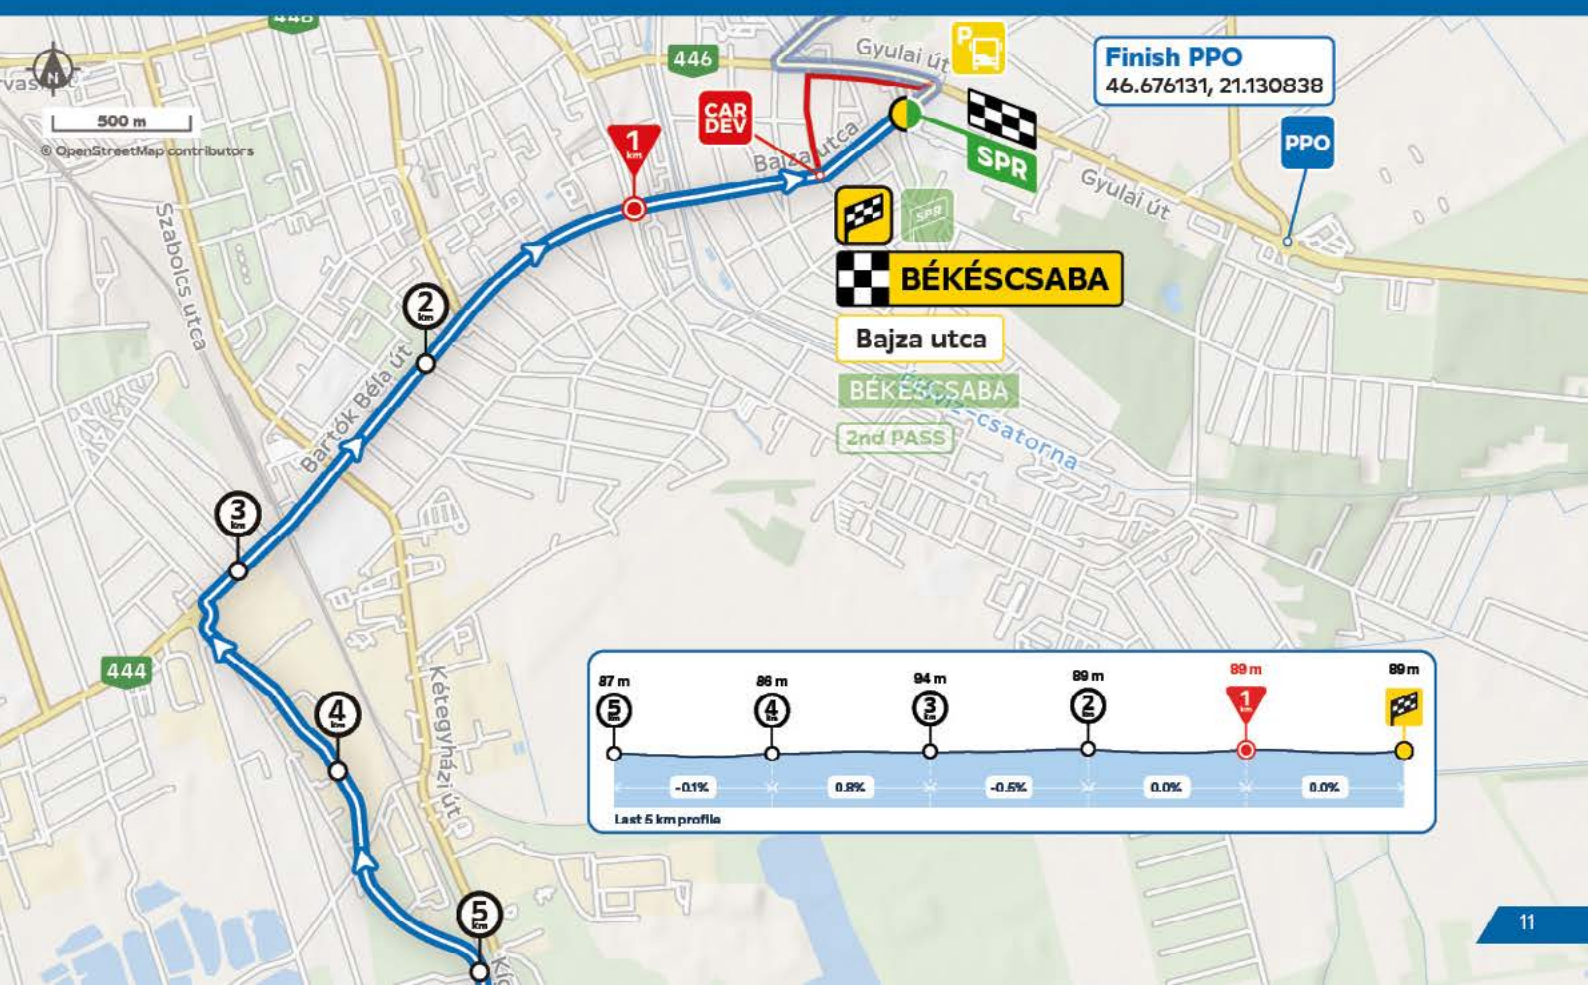 448
446
Gyulai út
P
Finish PPO
46.676131, 21.130838
N
500 m
© OpenStreetMap contributors
CAR
DEV
1
km
Bajza utca
SPR
PPO
Gyulai út
Szabolcs utca
SPR
BÉKÉSCSABA
2
km
Bajza utca
BÉKÉSCSABA
2nd PASS
Bartók Béla út
3
km
444
4
km
Kétegyházi út
87 m
86 m
94 m
89 m
89 m
89 m
5
km
4
km
3
km
2
km
1
km
-0.1%
0.8%
-0.5%
0.0%
0.0%
Last 5 km profile
5
km
11